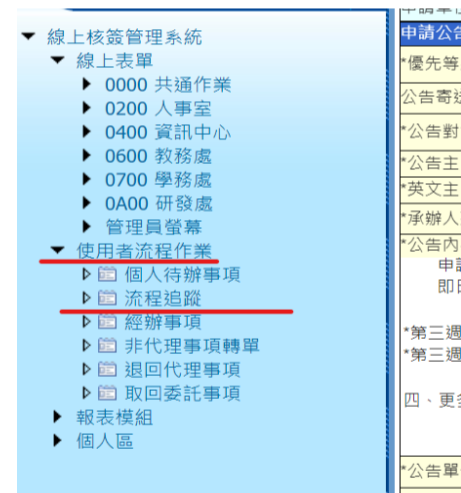 線上核簽管理系統
線上表單
0000 共通作業
0200 人事室
0400 資訊中心
0600 教務處
0700 學務處
0A00 研發處
管理員螢幕
使用者流程作業
個人待辦事項
流程追蹤
經辦事項
非代理事項轉單
退回代理事項
取回委託事項
報表模組
個人區
申請公告
*優先等
公告寄送
*公告對
*公告主
*英文主
*承辦人
*公告內
申請
即日
*第三週
*第三週
四、更多
*公告單